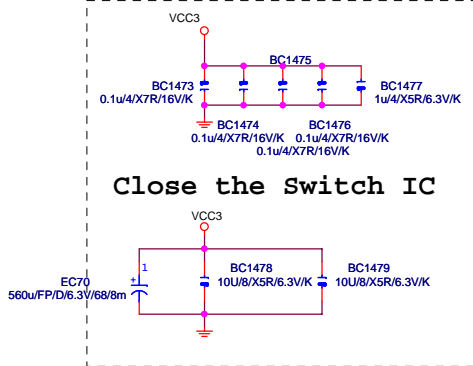 VCC3
BC1475
BC1473
0.1u/4/X7R/16V/K
BC1477
1u/4/X5R/6.3V/K
BC1474
BC1476
0.1u/4/X7R/16V/K
0.1u/4/X7R/16V/K
0.1u/4/X7R/16V/K
Close the Switch IC
VCC3
1
+
EC70
560u/FP/D/6.3V/68/8m
BC1478
10U/8/X5R/6.3V/K
BC1479
10U/8/X5R/6.3V/K